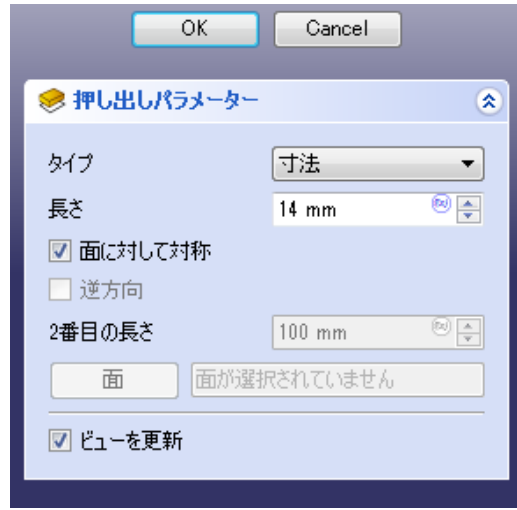 OK Cancel
押し出しパラメーター
タイプ 寸法
長さ 14 mm
面に対して対称
逆方向
2番目の長さ 100 mm
面 面が選択されていません
ビューを更新